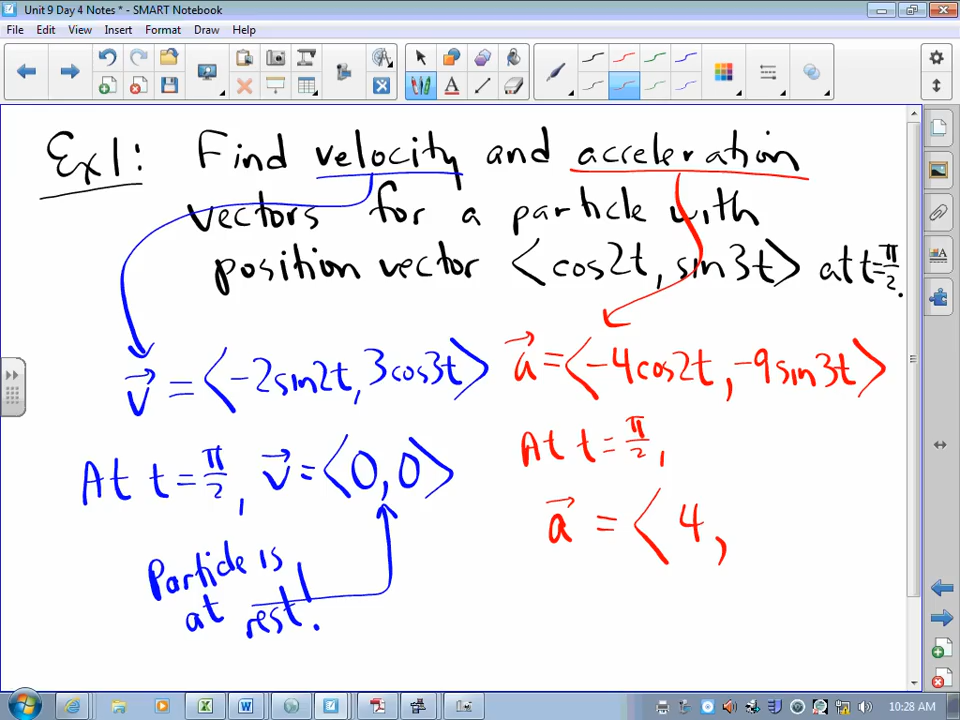 Unit 9 Day 4 Notes * - SMART Notebook
File Edit View Insert Format Draw Help
Ex1: Find velocity and acceleration
vectors for a particle with
position vector ⟨cos2t, sin3t⟩ at t=π/2.
v⃗ = ⟨-2sin2t, 3cos3t⟩
a⃗ = ⟨-4cos2t, -9sin3t⟩
At t = π/2, v⃗ = ⟨0,0⟩
At t = π/2,
a⃗ = ⟨ 4,
Particle is
at rest!.
10:28 AM